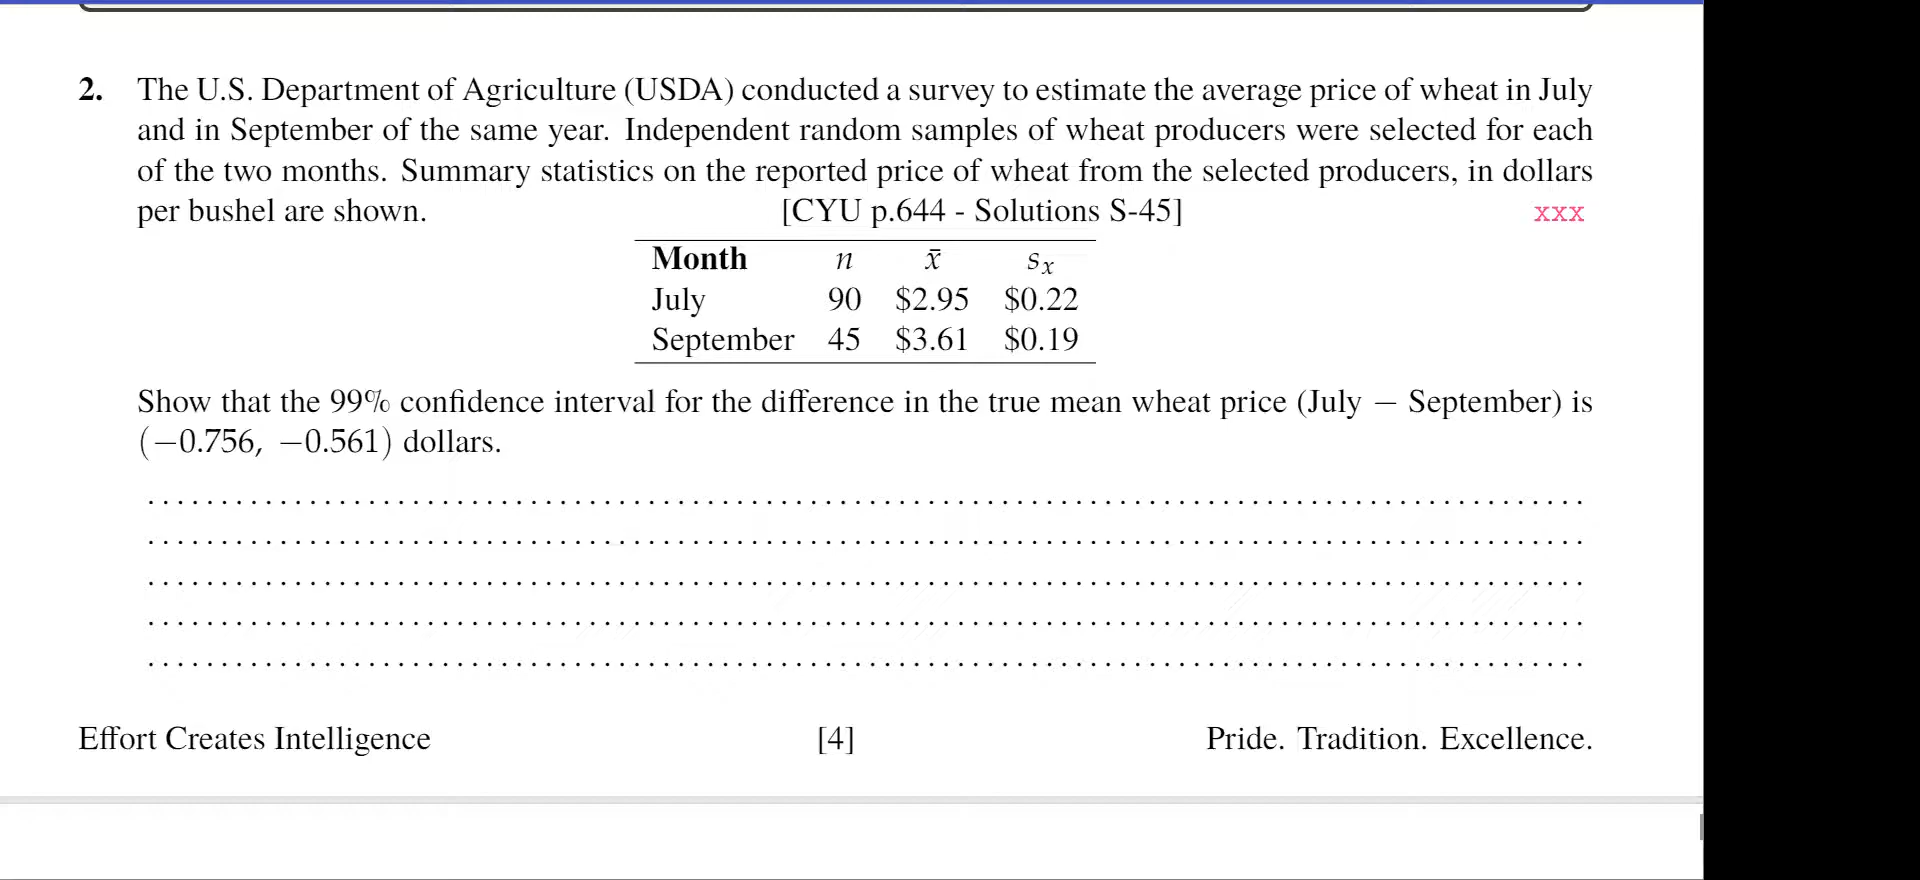 2. The U.S. Department of Agriculture (USDA) conducted a survey to estimate the average price of wheat in July
and in September of the same year. Independent random samples of wheat producers were selected for each
of the two months. Summary statistics on the reported price of wheat from the selected producers, in dollars
per bushel are shown. [CYU p.644 - Solutions S-45] xxx
Month n x̄ sₓ
July 90 $2.95 $0.22
September 45 $3.61 $0.19
Show that the 99% confidence interval for the difference in the true mean wheat price (July − September) is
(−0.756, −0.561) dollars.
Effort Creates Intelligence [4] Pride. Tradition. Excellence.